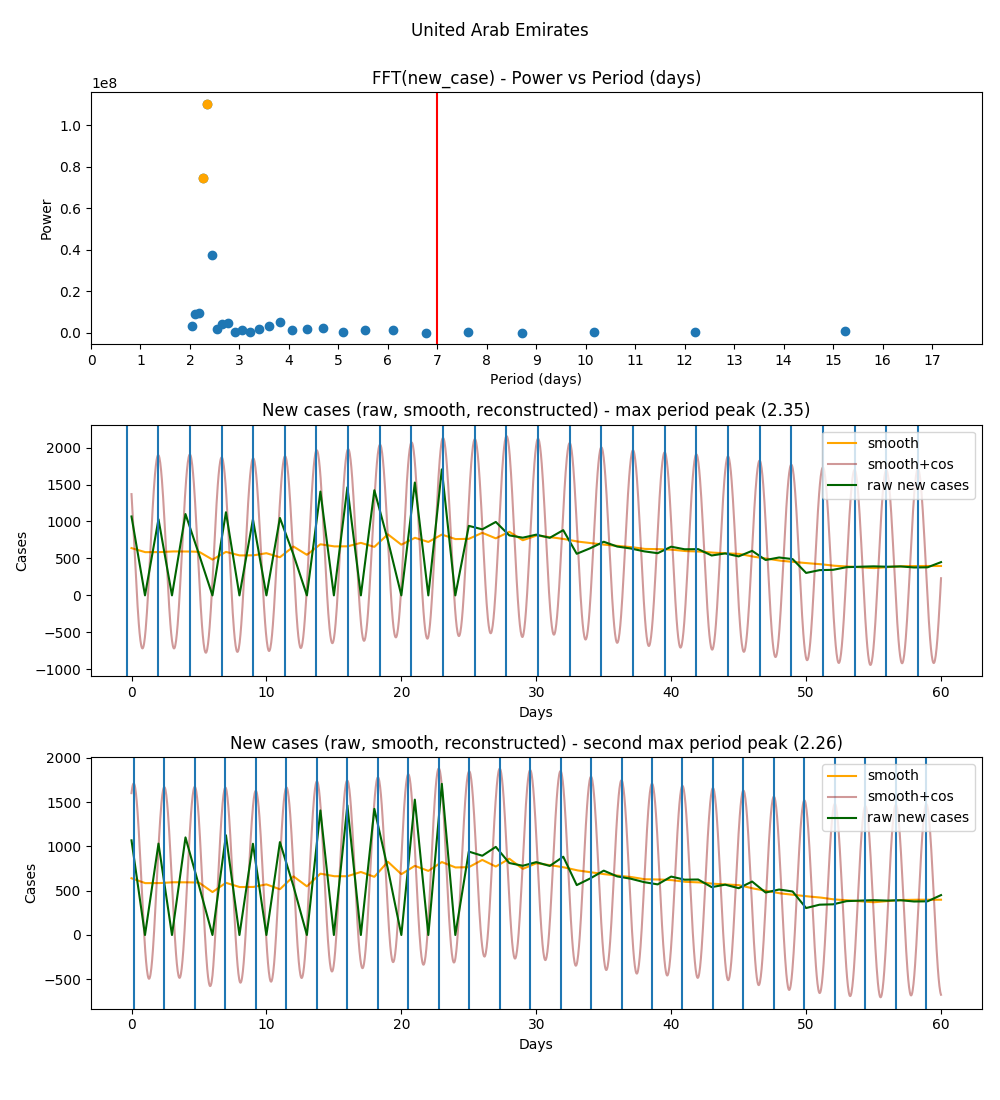 United Arab Emirates
FFT(new_case) - Power vs Period (days)
1e8
1.0
0.8
0.6
0.4
0.2
0.0
Power
0 1 2 3 4 5 6 7 8 9 10 11 12 13 14 15 16 17
Period (days)
New cases (raw, smooth, reconstructed) - max period peak (2.35)
smooth
smooth+cos
raw new cases
2000
1500
1000
500
0
−500
−1000
Cases
0 10 20 30 40 50 60
Days
New cases (raw, smooth, reconstructed) - second max period peak (2.26)
smooth
smooth+cos
raw new cases
2000
1500
1000
500
0
−500
Cases
0 10 20 30 40 50 60
Days